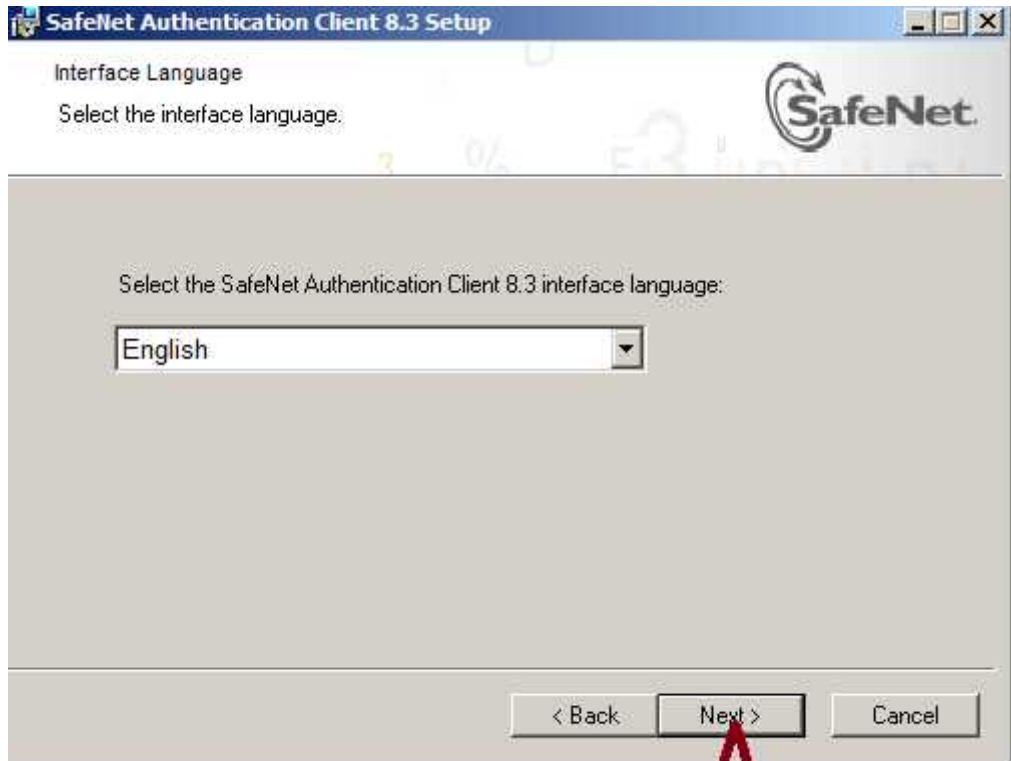 SafeNet Authentication Client 8.3 Setup
Interface Language
Select the interface language.
SafeNet.
Select the SafeNet Authentication Client 8.3 interface language:
English
< Back
Next >
Cancel